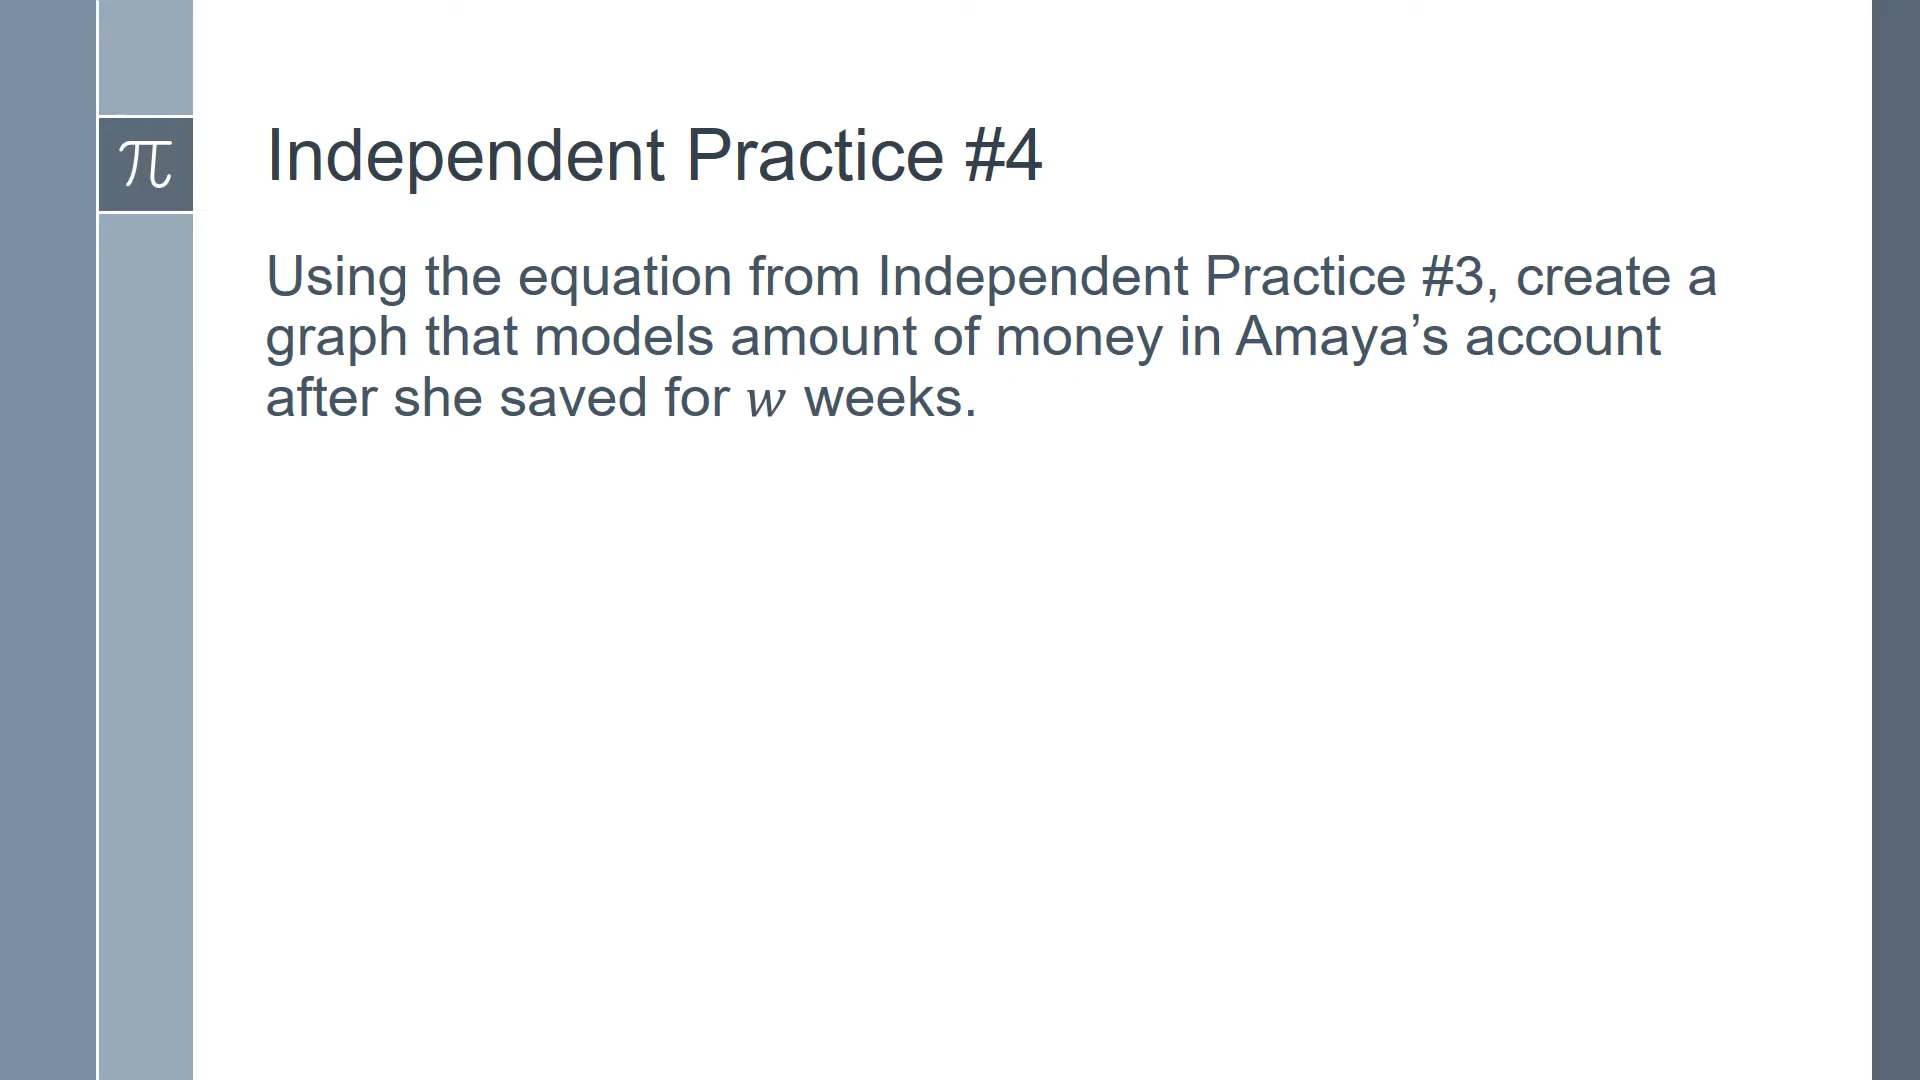 π
Independent Practice #4
Using the equation from Independent Practice #3, create a
graph that models amount of money in Amaya’s account
after she saved for w weeks.